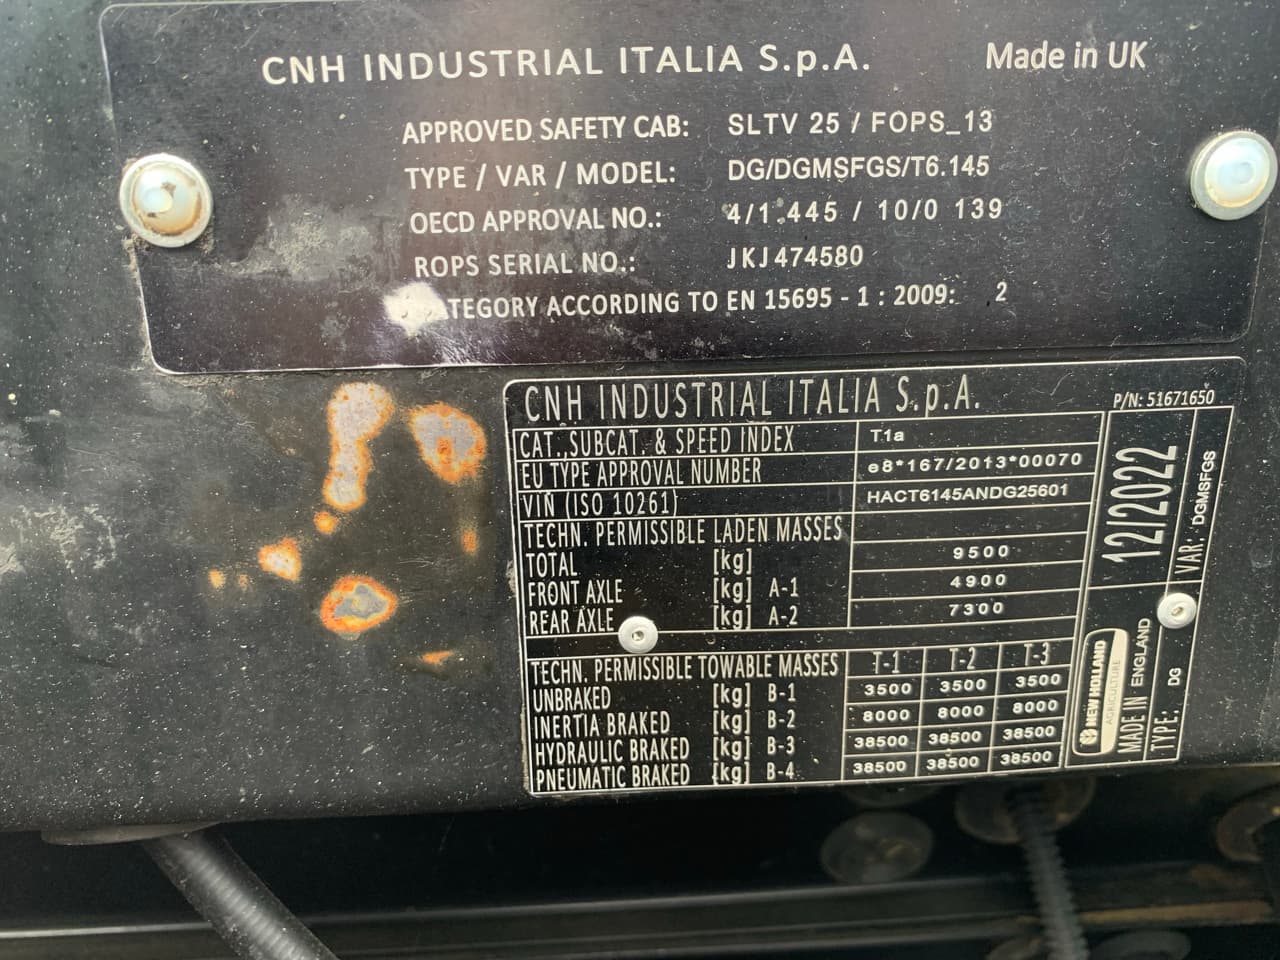 CNH INDUSTRIAL ITALIA S.p.A. Made in UK
APPROVED SAFETY CAB: SLTV 25 / FOPS_13
TYPE / VAR / MODEL: DG/DGMSFGS/T6.145
OECD APPROVAL NO.: 4/1.445 / 10/0 139
ROPS SERIAL NO.: JKJ474580
ATEGORY ACCORDING TO EN 15695 - 1 : 2009: 2
CNH INDUSTRIAL ITALIA S.p.A. P/N: 51671650
CAT.,SUBCAT. & SPEED INDEX T1a
EU TYPE APPROVAL NUMBER e8*167/2013*00070
VIN (ISO 10261) HACT6145ANDG25601
TECHN. PERMISSIBLE LADEN MASSES
TOTAL [kg] 9500
FRONT AXLE [kg] A-1 4900
REAR AXLE [kg] A-2 7300
TECHN. PERMISSIBLE TOWABLE MASSES T-1 T-2 T-3
UNBRAKED [kg] B-1 3500 3500 3500
INERTIA BRAKED [kg] B-2 8000 8000 8000
HYDRAULIC BRAKED [kg] B-3 38500 38500 38500
PNEUMATIC BRAKED [kg] B-4 38500 38500 38500
12/2022
VAR: DGMSFGS
NEW HOLLAND
AGRICULTURE
MADE IN ENGLAND
TYPE: DG